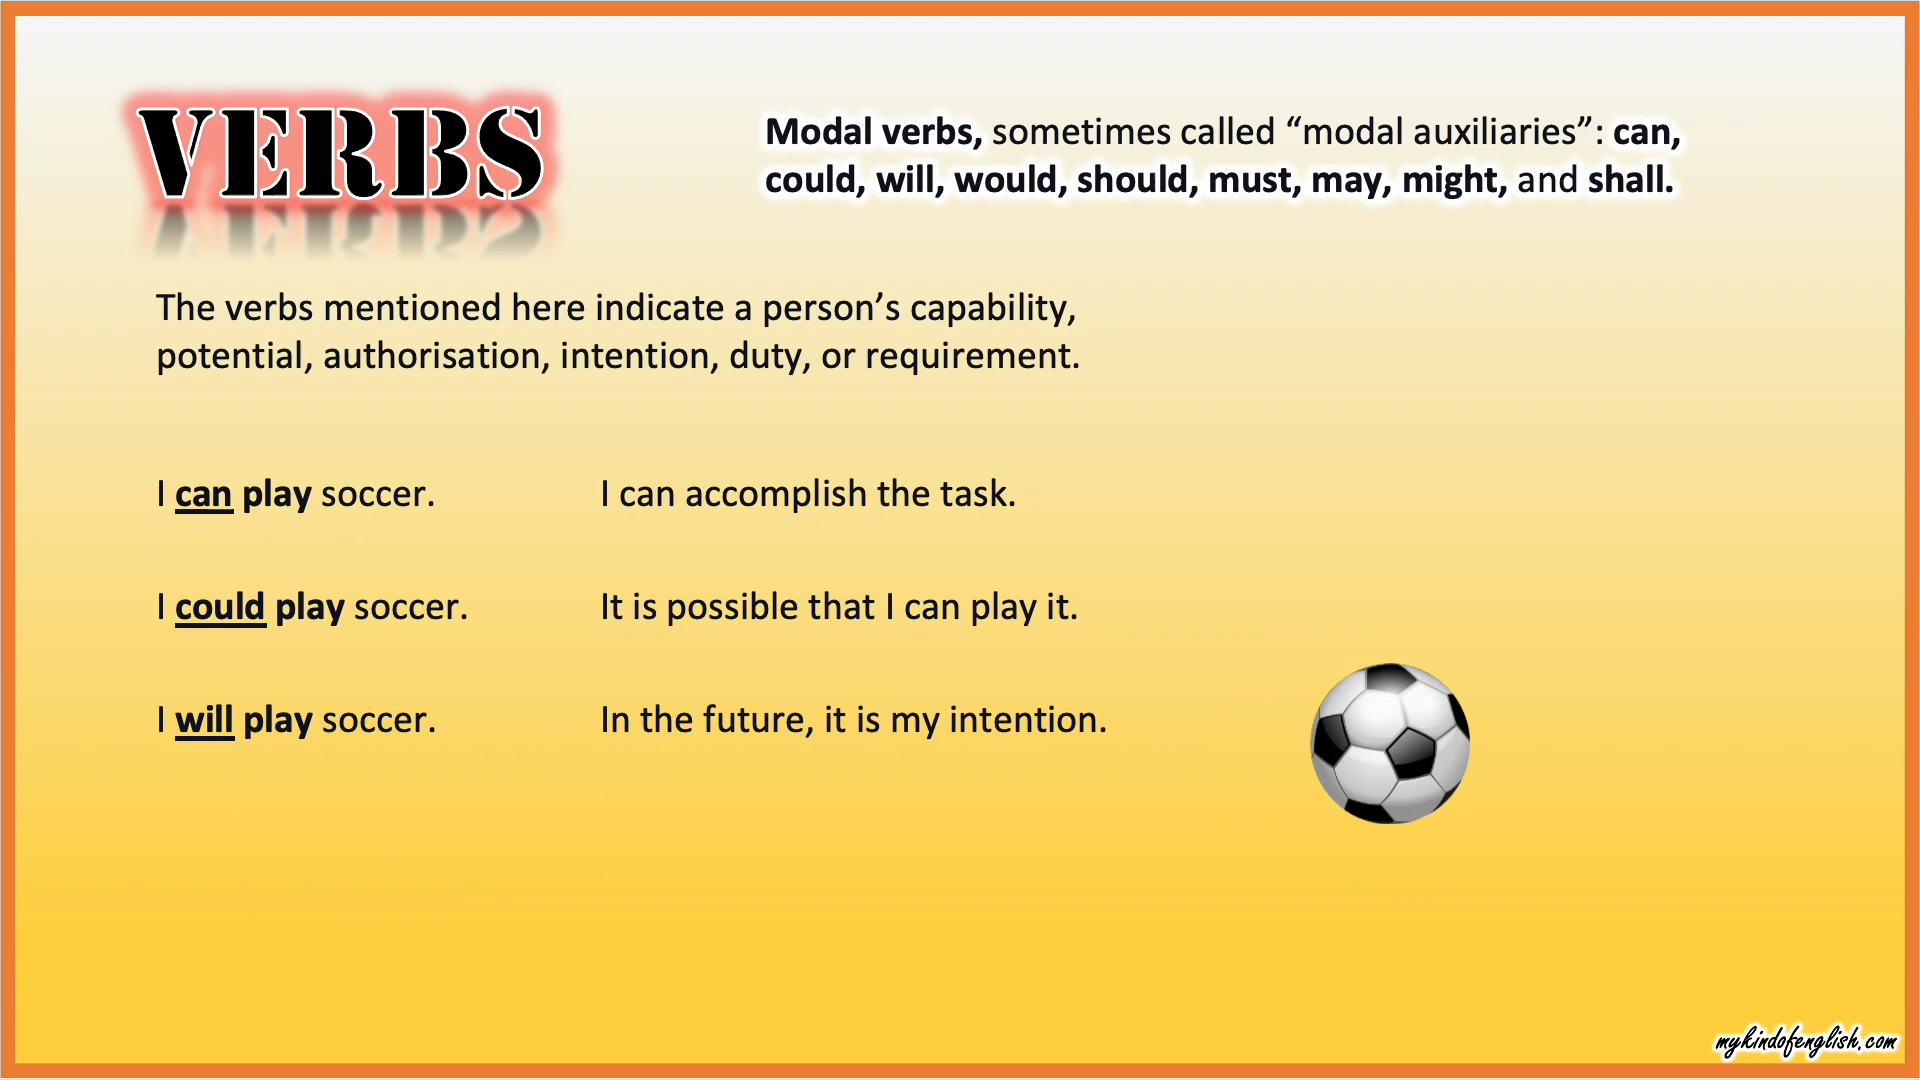 VERBS
Modal verbs, sometimes called “modal auxiliaries”: can,
could, will, would, should, must, may, might, and shall.
The verbs mentioned here indicate a person’s capability,
potential, authorisation, intention, duty, or requirement.
I can play soccer. I can accomplish the task.
I could play soccer. It is possible that I can play it.
I will play soccer. In the future, it is my intention.
mykindofenglish.com